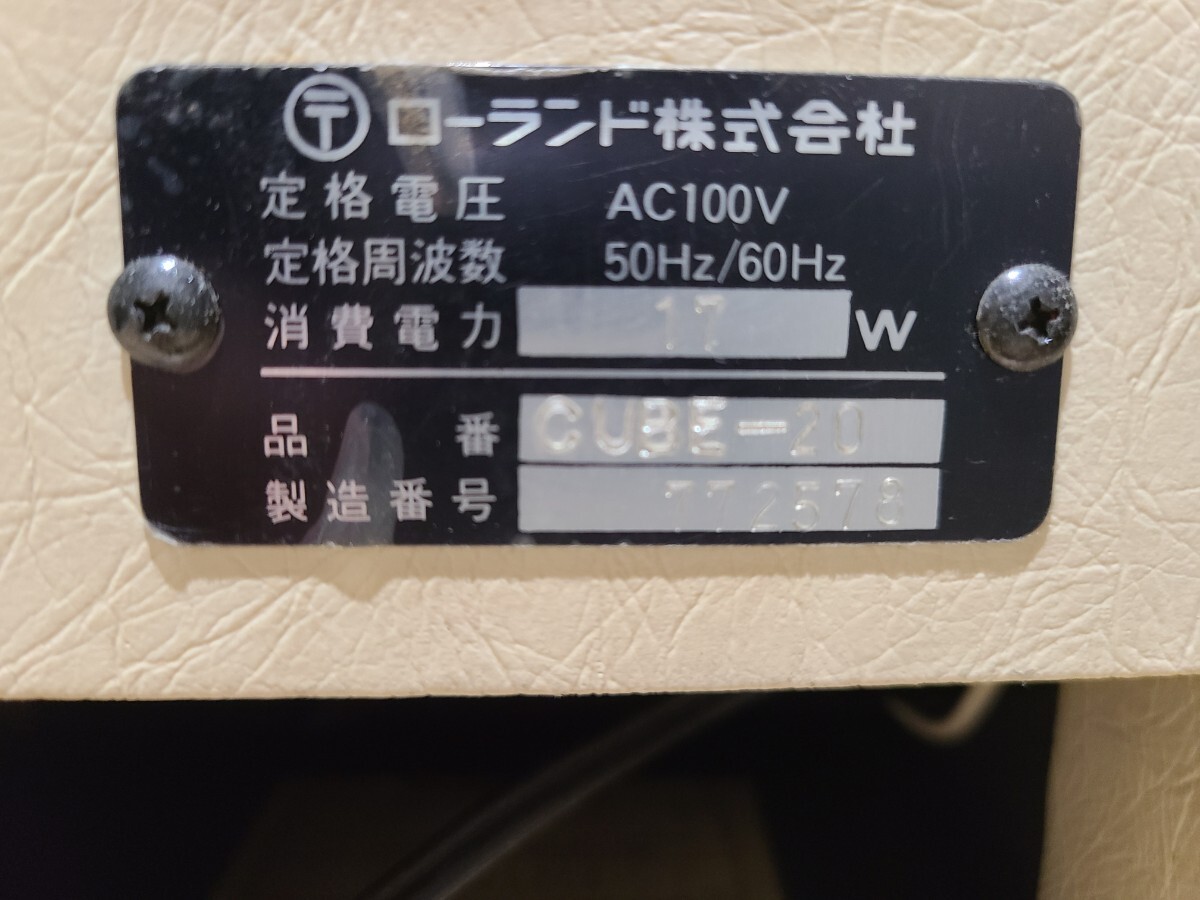 〒 ローランド株式会社
定格電圧 AC100V
定格周波数 50Hz/60Hz
消費電力 17 W
品番 CUBE-20
製造番号 772578